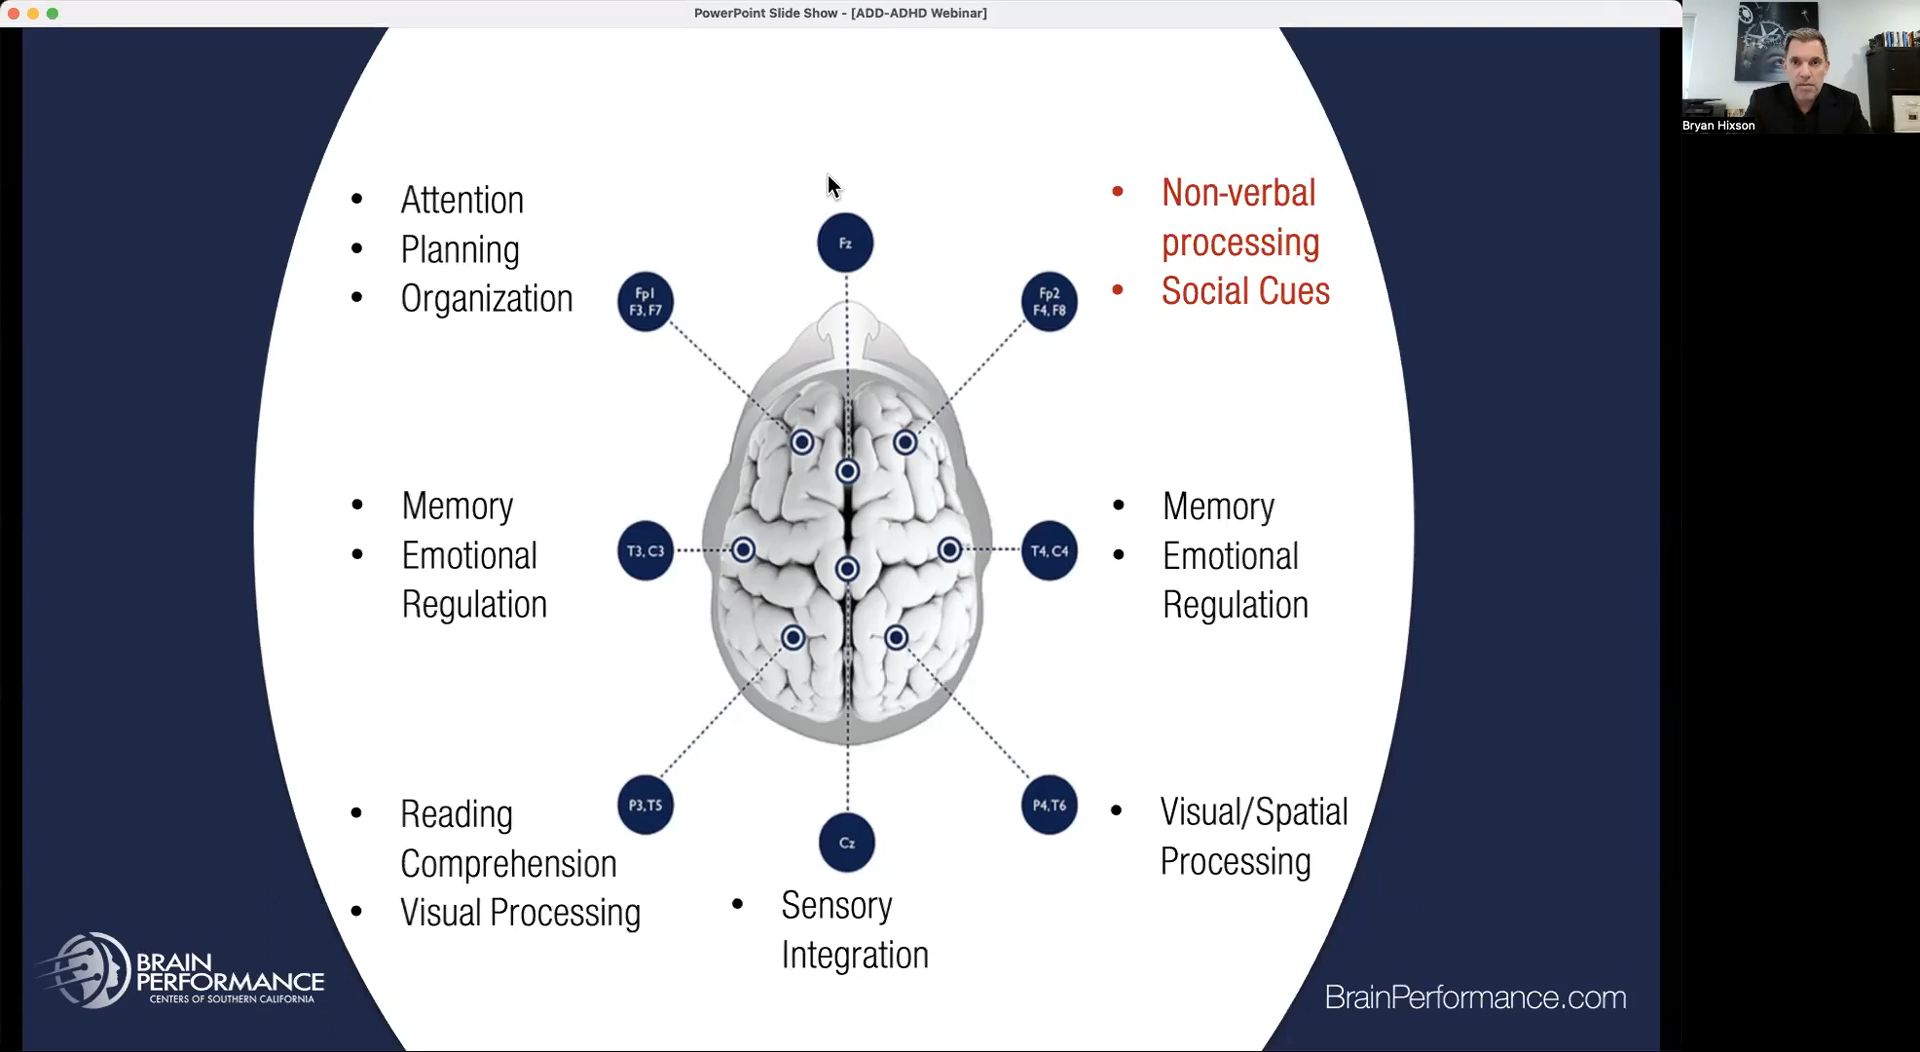 PowerPoint Slide Show - [ADD-ADHD Webinar]
Bryan Hixson
• Attention
• Planning
• Organization
Fz
• Non-verbal
processing
• Social Cues
Fp1
F3, F7
Fp2
F4, F8
• Memory
• Emotional
Regulation
T3, C3
T4, C4
• Memory
• Emotional
Regulation
• Reading
Comprehension
• Visual Processing
P3, T5
Cz
P4, T6
• Visual/Spatial
Processing
• Sensory
Integration
BRAIN
PERFORMANCE
CENTERS OF SOUTHERN CALIFORNIA
BrainPerformance.com